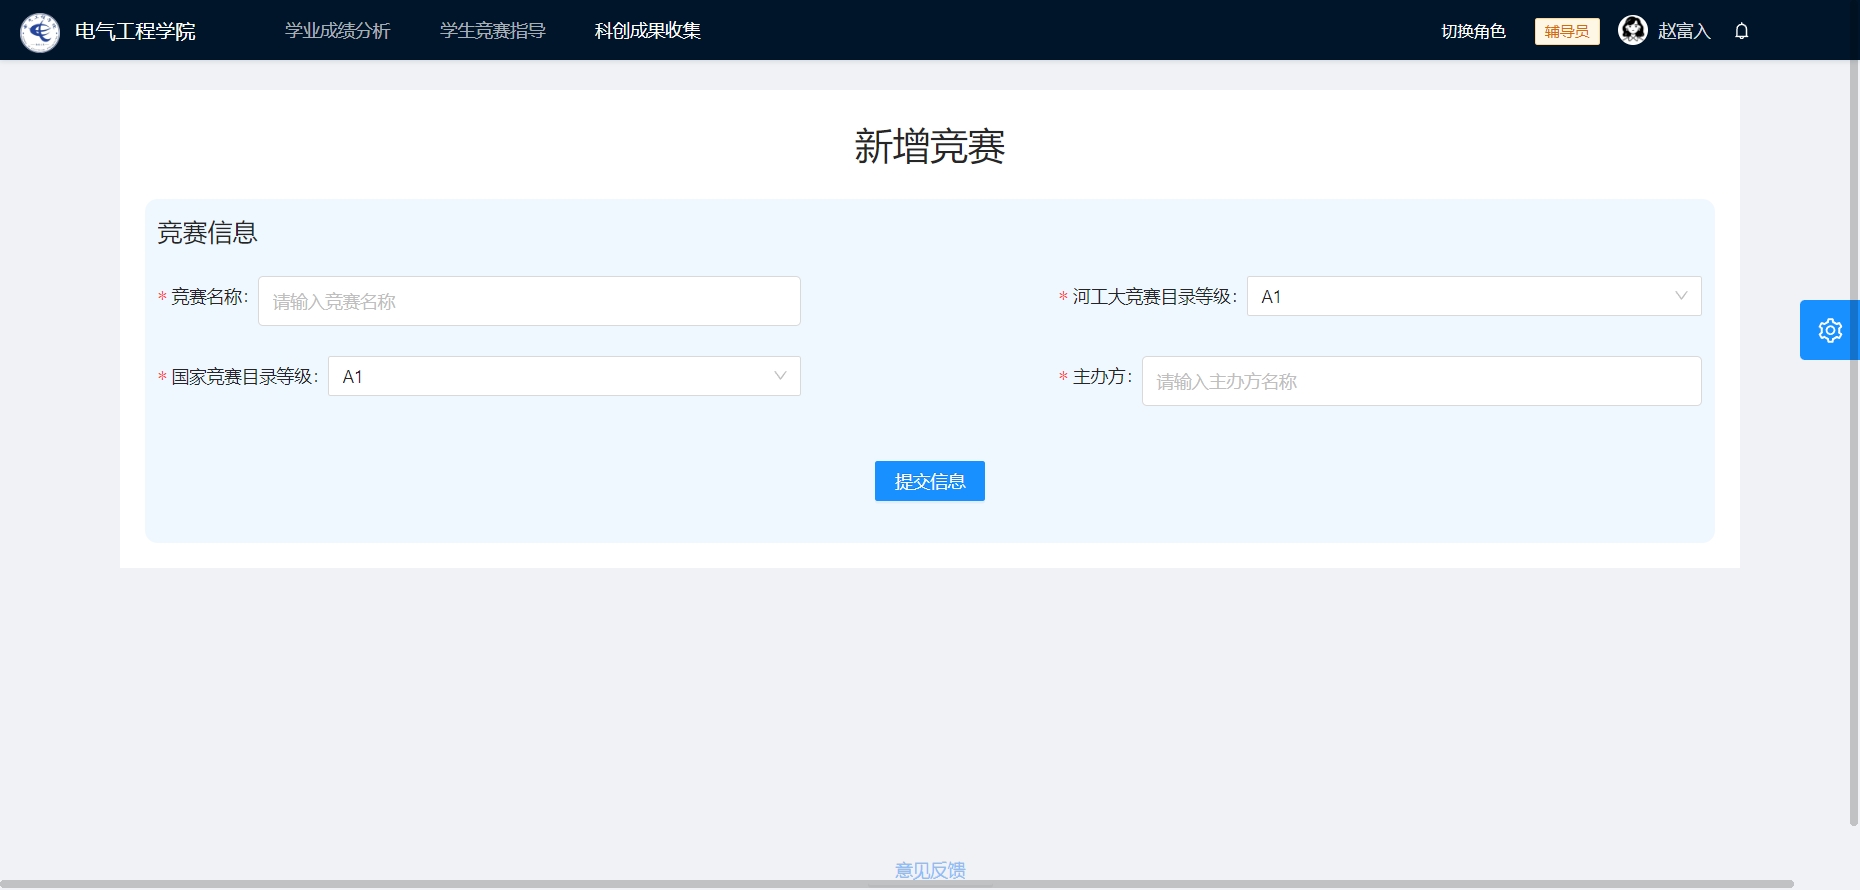 电气工程学院 学业成绩分析 学生竞赛指导 科创成果收集 切换角色 辅导员 赵富入
新增竞赛
竞赛信息
* 竞赛名称: 请输入竞赛名称 * 河工大竞赛目录等级: A1
* 国家竞赛目录等级: A1 * 主办方: 请输入主办方名称
提交信息
意见反馈